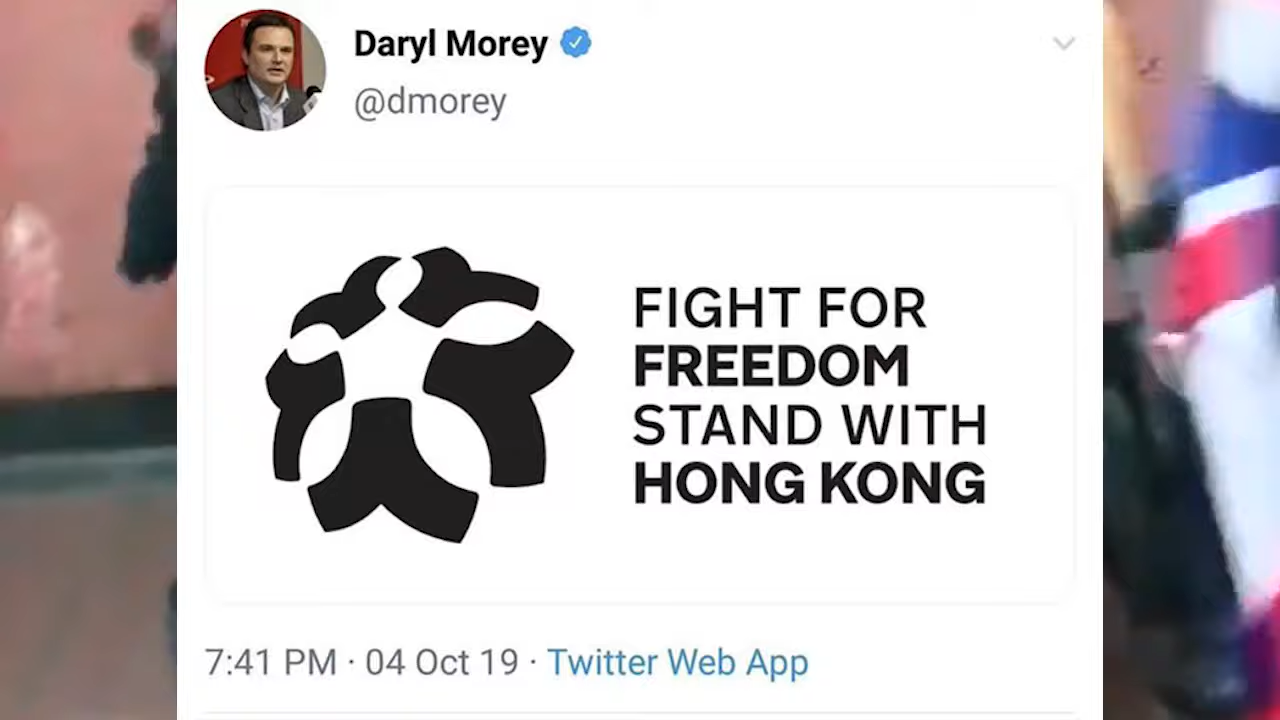 Daryl Morey
@dmorey
FIGHT FOR
FREEDOM
STAND WITH
HONG KONG
7:41 PM · 04 Oct 19 · Twitter Web App